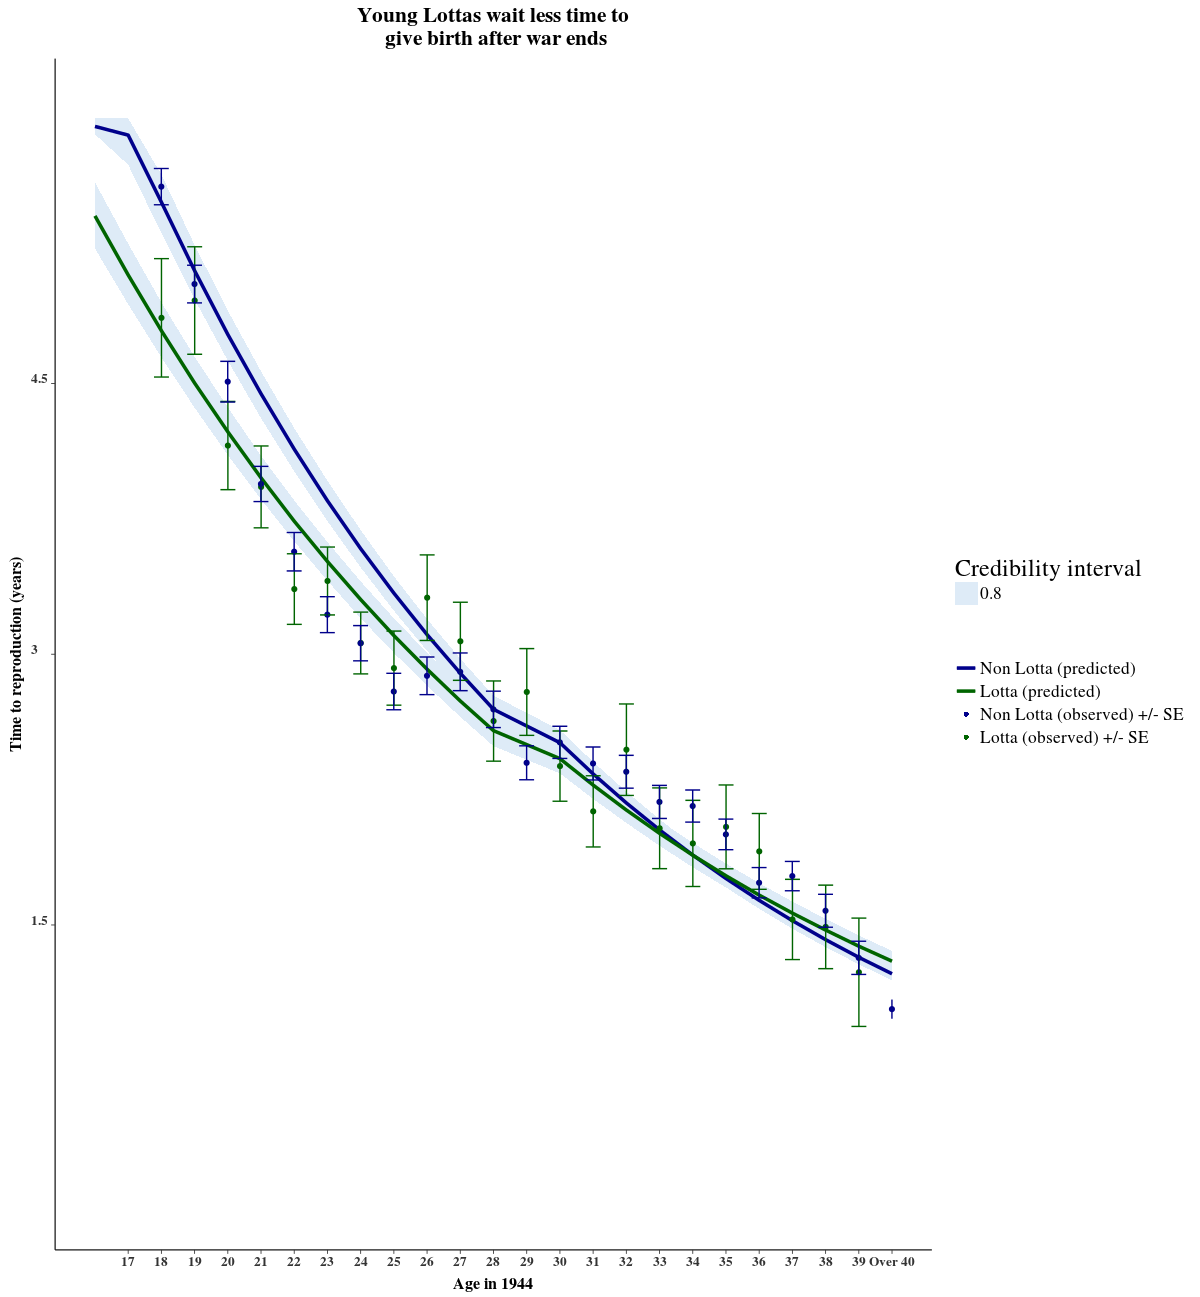 Young Lottas wait less time to
give birth after war ends
Time to reproduction (years)
4.5
3
1.5
17 18 19 20 21 22 23 24 25 26 27 28 29 30 31 32 33 34 35 36 37 38 39 Over 40
Age in 1944
Credibility interval
0.8
Non Lotta (predicted)
Lotta (predicted)
Non Lotta (observed) +/- SE
Lotta (observed) +/- SE